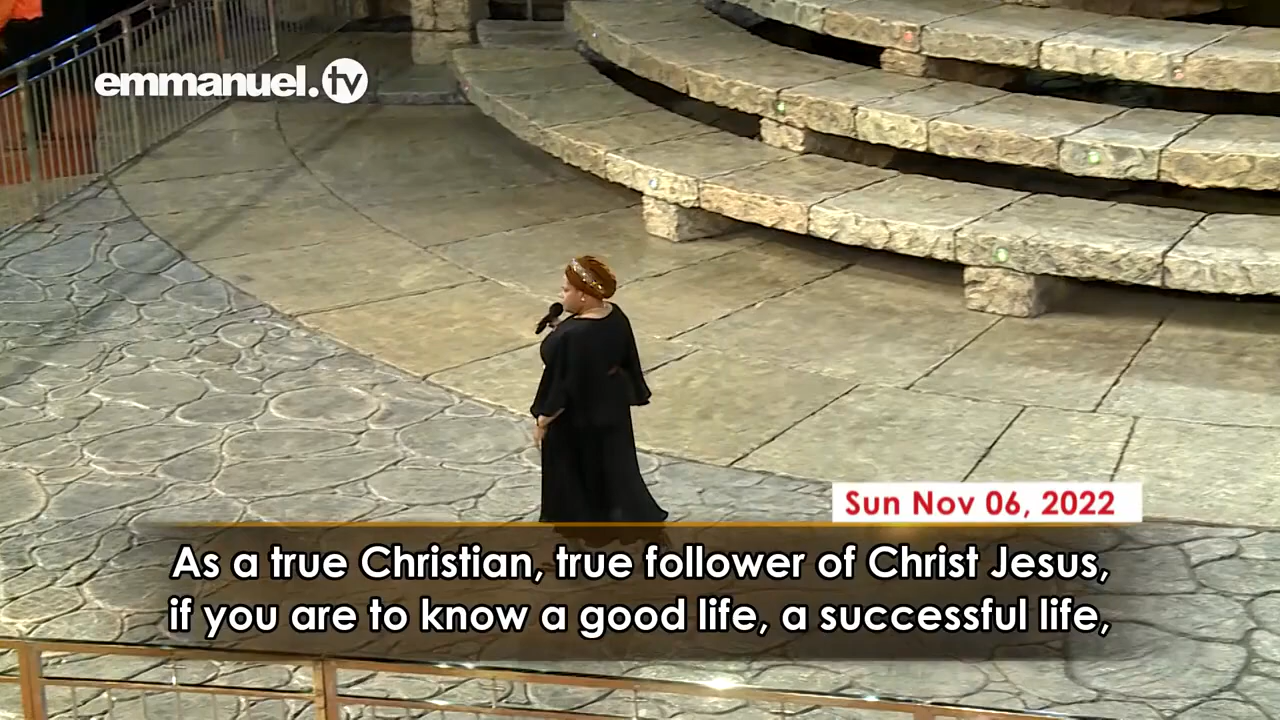 emmanuel.tv
Sun Nov 06, 2022
As a true Christian, true follower of Christ Jesus,
if you are to know a good life, a successful life,